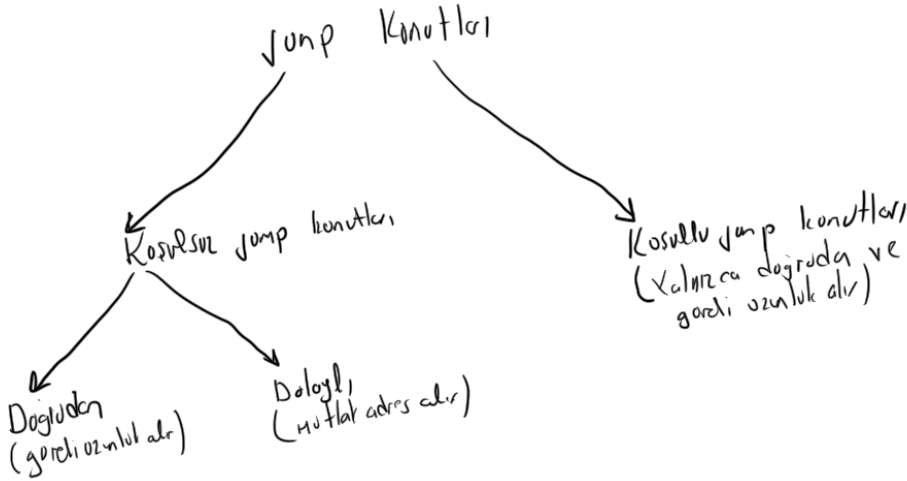 Jump Komutları
Koşulsuz jump komutları
Koşullu jump komutları
(Yalnızca doğrudan ve
göreli uzunluk alır)
Doğrudan
(göreli uzunluk alır)
Dolaylı
(Mutlak adres alır)